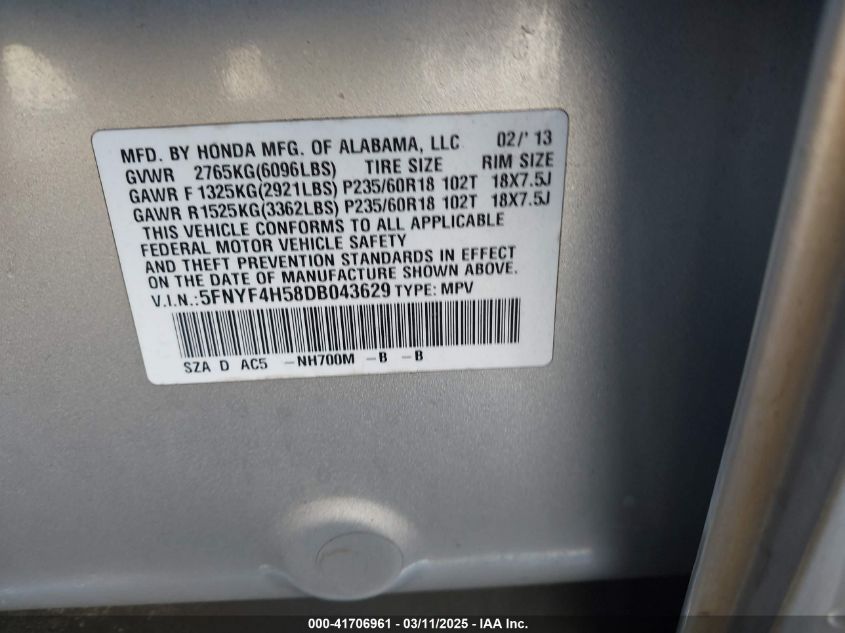 MFD. BY HONDA MFG. OF ALABAMA, LLC 02/'13
GVWR 2765KG(6096LBS) TIRE SIZE RIM SIZE
GAWR F 1325KG(2921LBS) P235/60R18 102T 18X7.5J
GAWR R1525KG(3362LBS) P235/60R18 102T 18X7.5J
THIS VEHICLE CONFORMS TO ALL APPLICABLE
FEDERAL MOTOR VEHICLE SAFETY
AND THEFT PREVENTION STANDARDS IN EFFECT
ON THE DATE OF MANUFACTURE SHOWN ABOVE.
V.I.N.:5FNYF4H58DB043629 TYPE: MPV
SZA D AC5 -NH700M -B -B
000-41706961 - 03/11/2025 - IAA Inc.